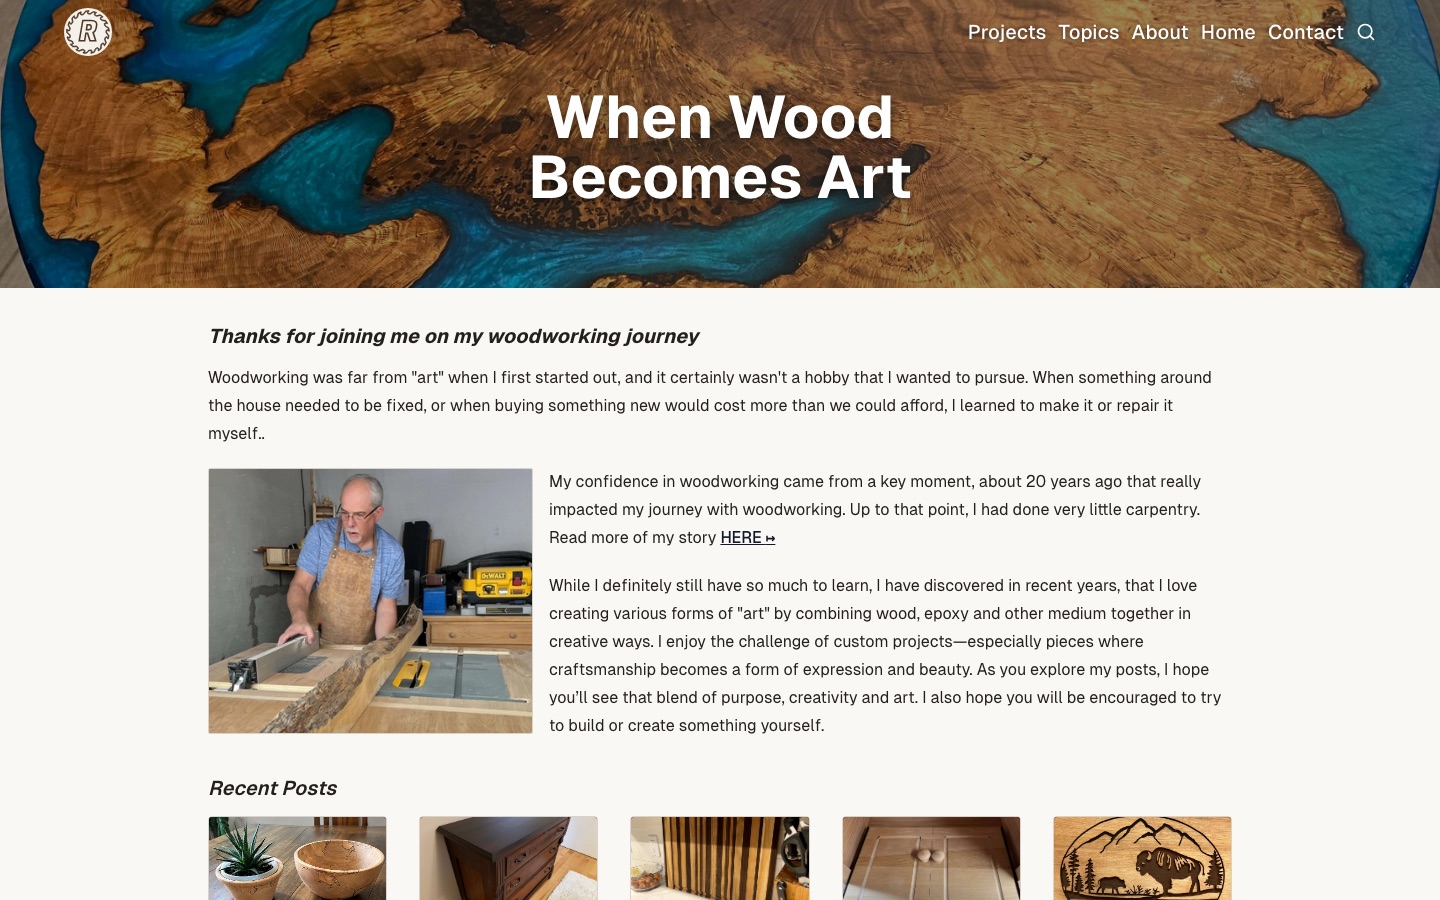 R
Projects Topics About Home Contact
When Wood
Becomes Art
Thanks for joining me on my woodworking journey
Woodworking was far from "art" when I first started out, and it certainly wasn't a hobby that I wanted to pursue. When something around
the house needed to be fixed, or when buying something new would cost more than we could afford, I learned to make it or repair it
myself..
My confidence in woodworking came from a key moment, about 20 years ago that really
impacted my journey with woodworking. Up to that point, I had done very little carpentry.
Read more of my story HERE ↦
While I definitely still have so much to learn, I have discovered in recent years, that I love
creating various forms of "art" by combining wood, epoxy and other medium together in
creative ways. I enjoy the challenge of custom projects—especially pieces where
craftsmanship becomes a form of expression and beauty. As you explore my posts, I hope
you’ll see that blend of purpose, creativity and art. I also hope you will be encouraged to try
to build or create something yourself.
DEWALT
Recent Posts